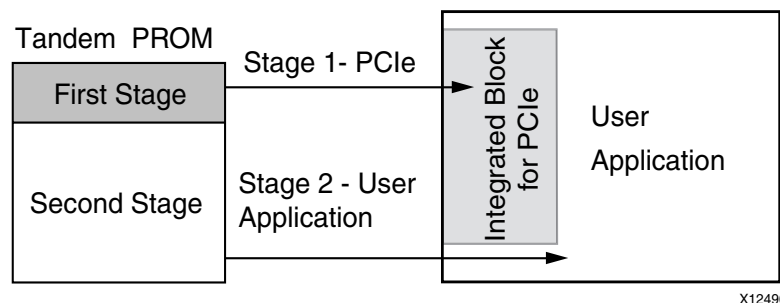 Tandem PROM
First Stage
Second Stage
Stage 1- PCIe
Stage 2 - User
Application
Integrated Block
for PCIe
User
Application
X1249